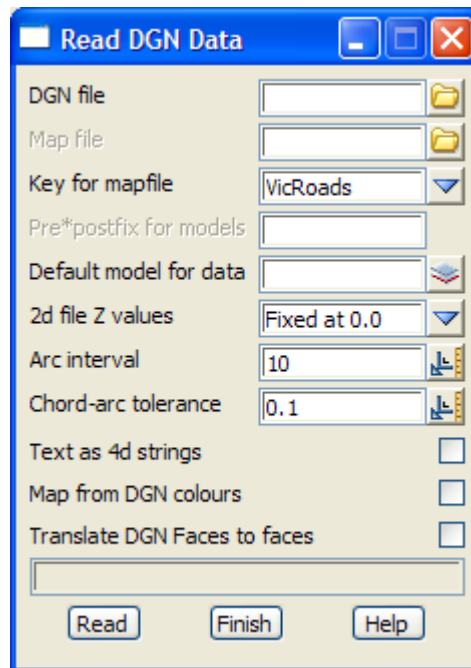 Read DGN Data
DGN file
Map file
Key for mapfile VicRoads
Pre*postfix for models
Default model for data
2d file Z values Fixed at 0.0
Arc interval 10
Chord-arc tolerance 0.1
Text as 4d strings
Map from DGN colours
Translate DGN Faces to faces
Read Finish Help